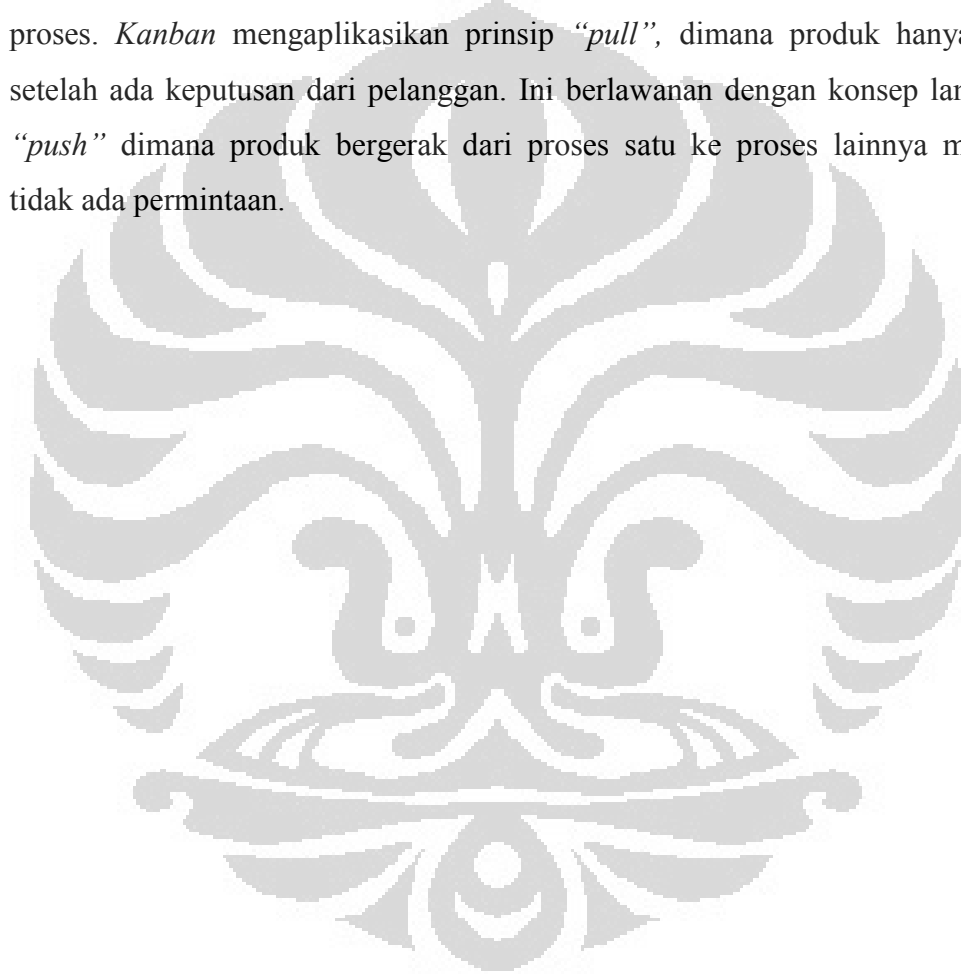 proses. Kanban mengaplikasikan prinsip “pull”, dimana produk hanya
setelah ada keputusan dari pelanggan. Ini berlawanan dengan konsep
“push” dimana produk bergerak dari proses satu ke proses lainnya
tidak ada permintaan.